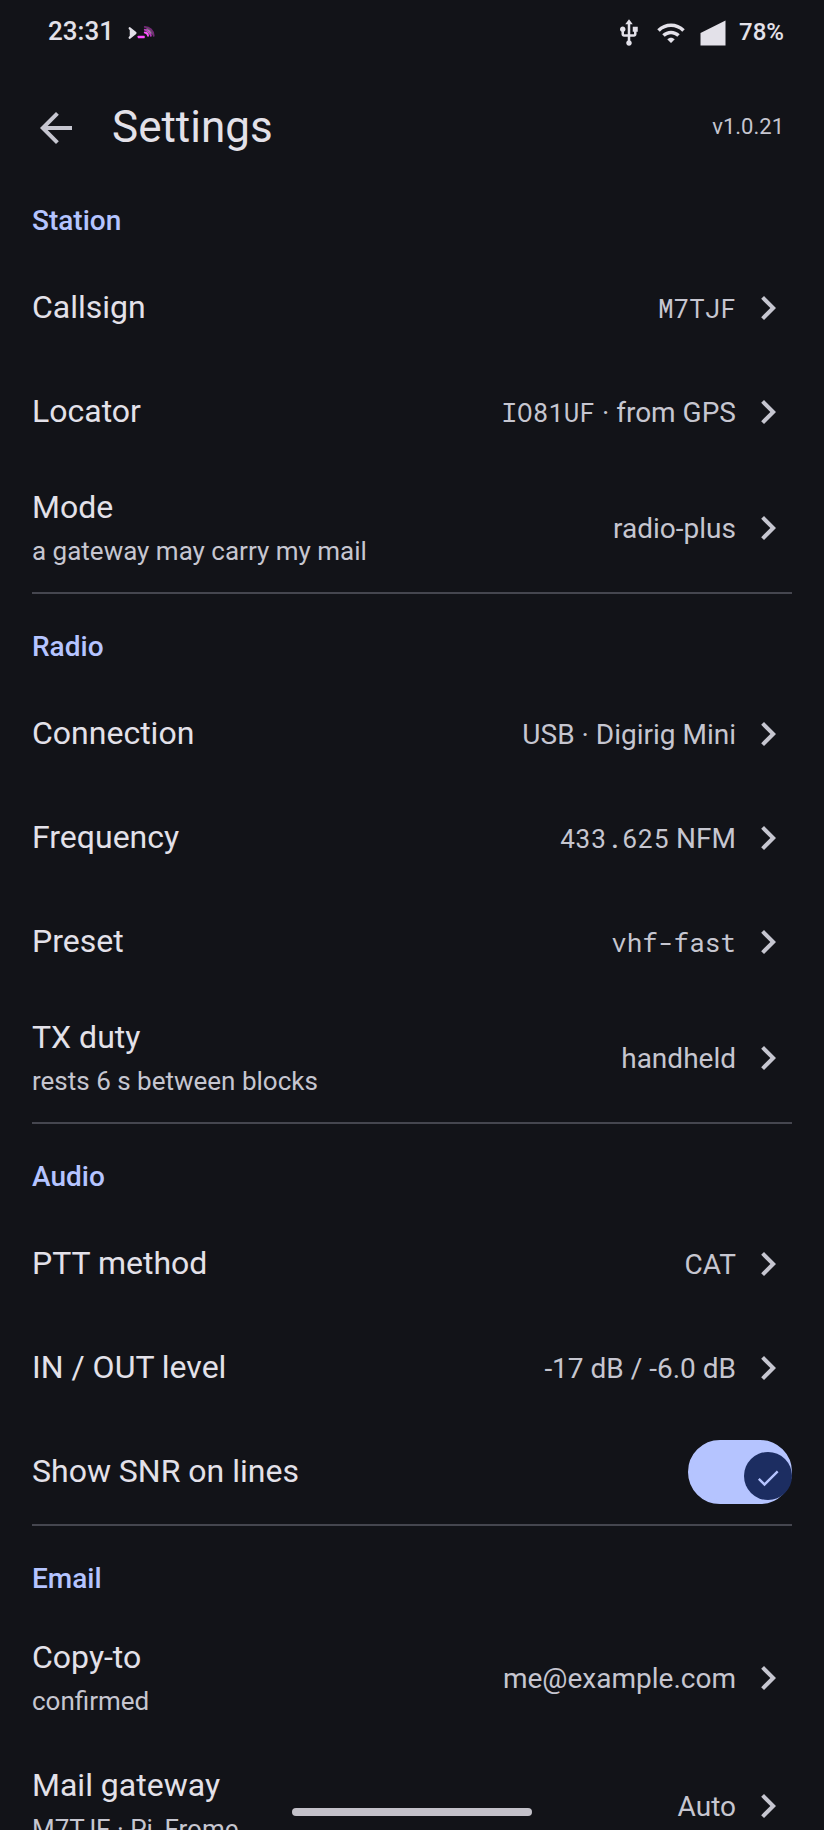 23:31
78%
Settings
v1.0.21
Station
Callsign M7TJF
Locator IO81UF · from GPS
Mode
a gateway may carry my mail
radio-plus
Radio
Connection USB · Digirig Mini
Frequency 433.625 NFM
Preset vhf-fast
TX duty
rests 6 s between blocks
handheld
Audio
PTT method CAT
IN / OUT level -17 dB / -6.0 dB
Show SNR on lines
Email
Copy-to
confirmed
me@example.com
Mail gateway
Auto
M7TJF · Pi, Frome